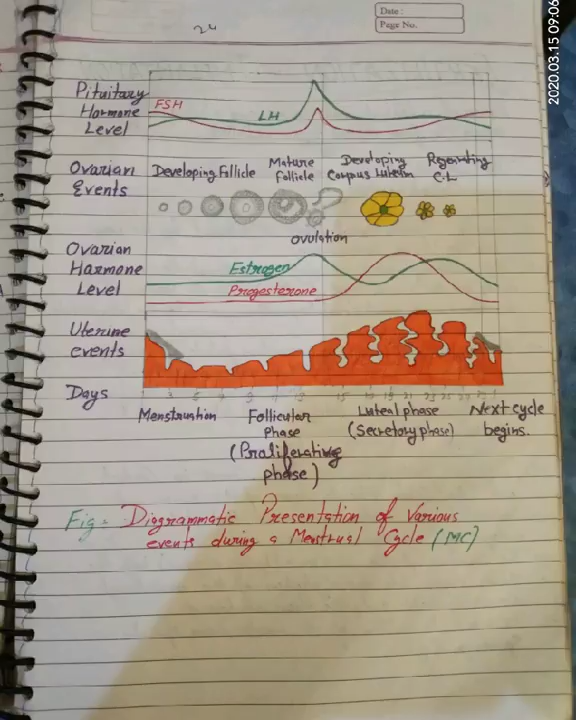 Date :
Page No.
24
2020.03.15 09:06
Pituitary
Hormone
Level
FSH
LH
Ovarian
Events
Developing Follicle
Mature
follicle
Developing
Corpus Luteum
Regenerating
C.L
Ovulation
Ovarian
Harmone
Level
Estrogen
Progesterone
Uterine
events
Days
Menstruation
Follicular
Phase
(Proliferative
phase)
Luteal phase
(Secretory phase)
Next cycle
begins.
Fig- Diagrammatic Presentation of Various
events during a Menstrual Cycle (MC)